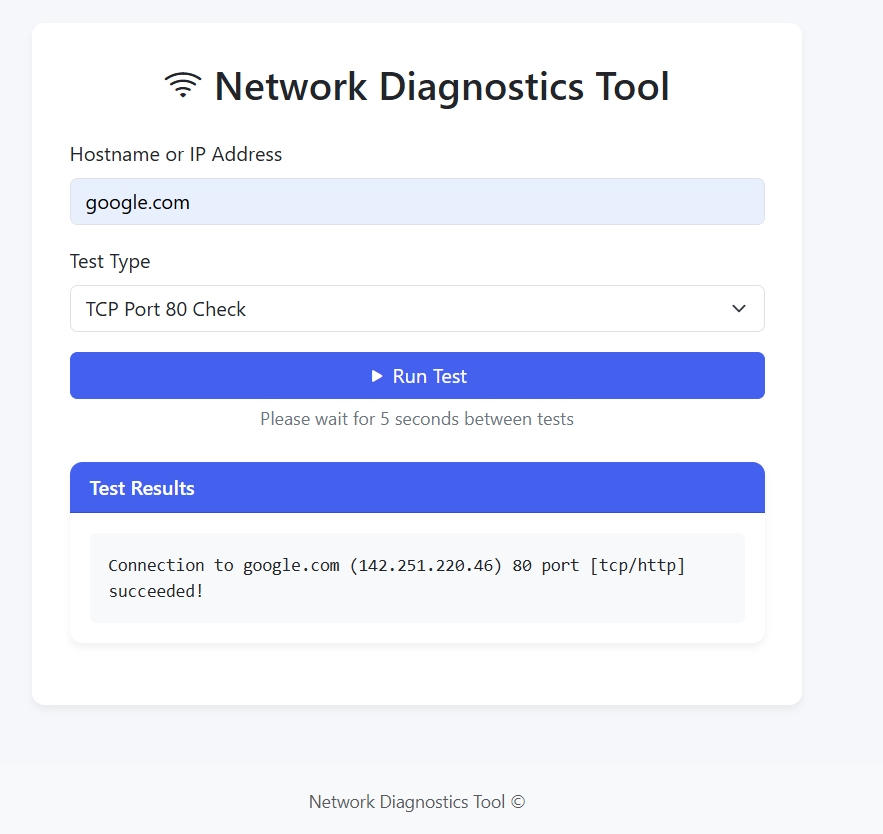 Network Diagnostics Tool
Hostname or IP Address
google.com
Test Type
TCP Port 80 Check
Run Test
Please wait for 5 seconds between tests
Test Results
Connection to google.com (142.251.220.46) 80 port [tcp/http]
succeeded!
Network Diagnostics Tool ©